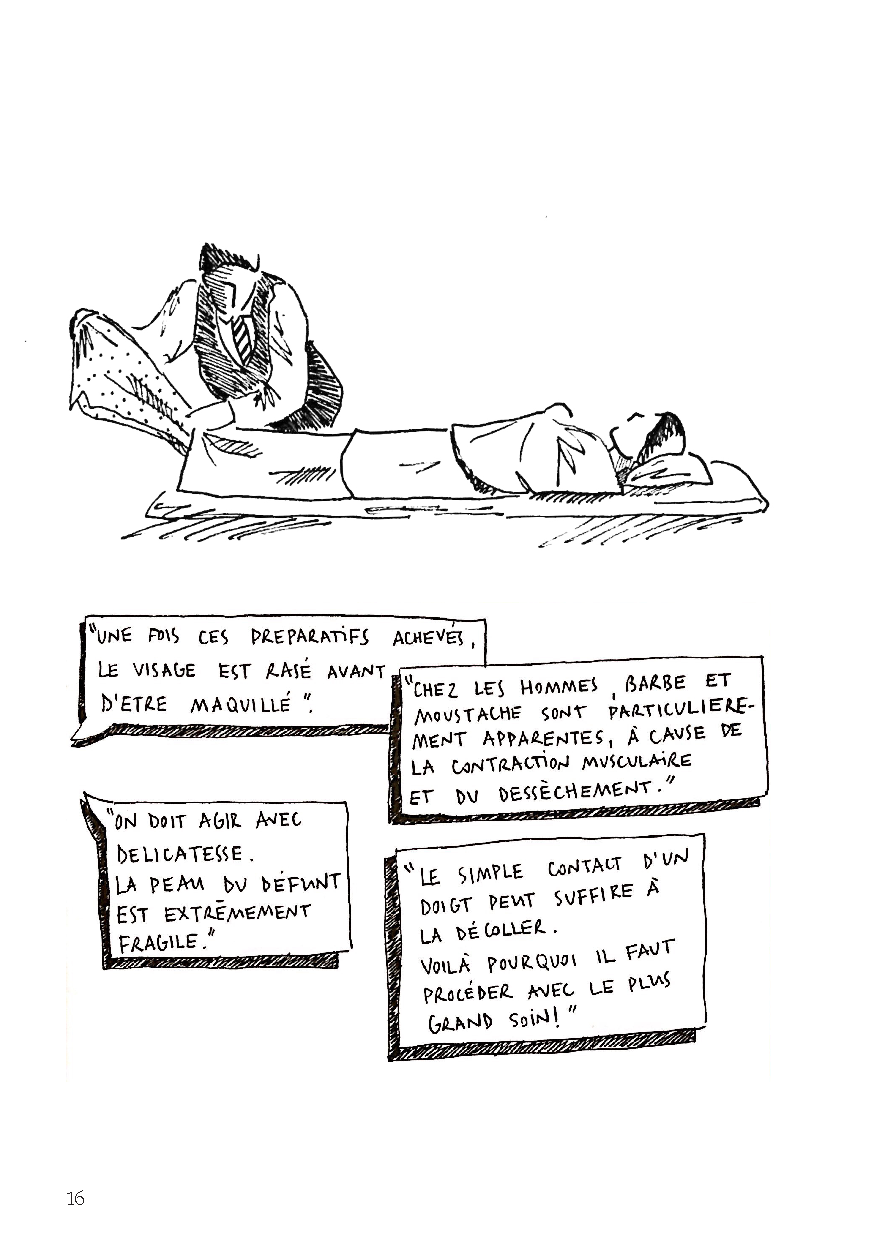 "UNE FOIS CES PREPARATIFS ACHEVÉS,
LE VISAGE EST RASÉ AVANT
D'ETRE MAQUILLÉ".
"CHEZ LES HOMMES, BARBE ET
MOUSTACHE SONT PARTICULIERE-
MENT APPARENTES, À CAUSE DE
LA CONTRACTION MUSCULAIRE
ET DU DESSÈCHEMENT."
"ON DOIT AGIR AVEC
DELICATESSE.
LA PEAU DU DÉFUNT
EST EXTRÊMEMENT
FRAGILE."
"LE SIMPLE CONTACT D'UN
DOIGT PEUT SUFFIRE À
LA DÉCOLLER.
VOILÀ POURQUOI IL FAUT
PROCÉDER AVEC LE PLUS
GRAND SOIN!"
16